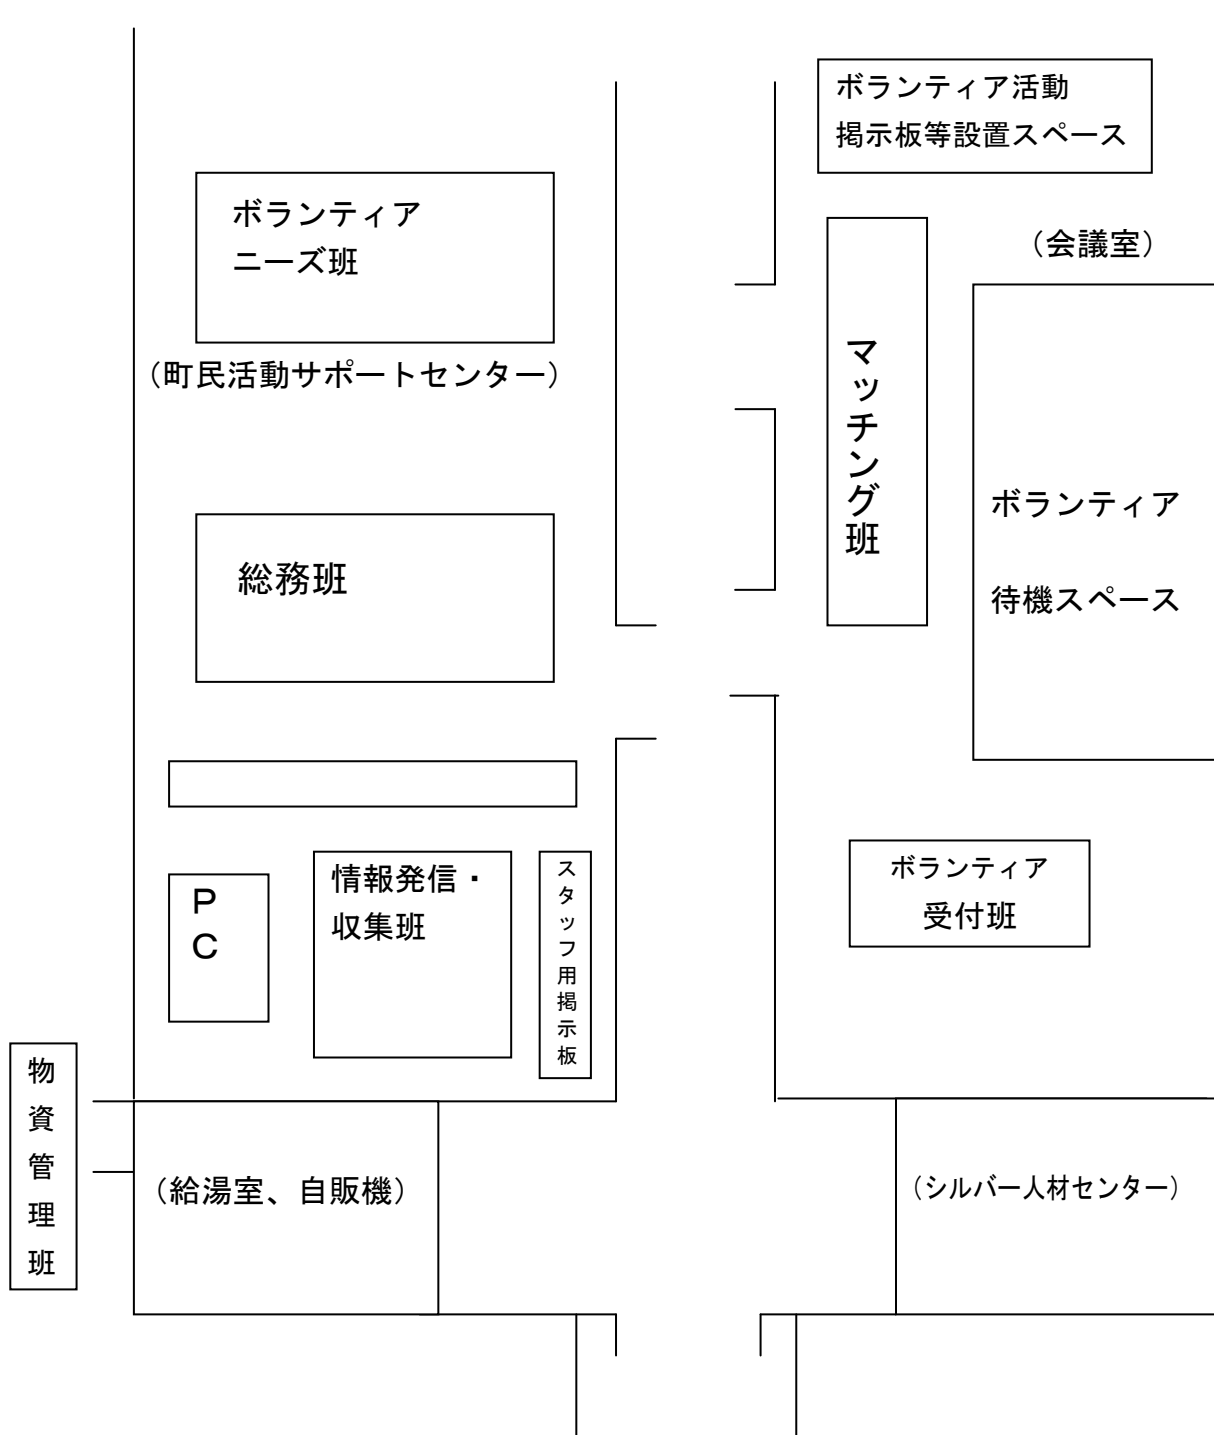 ボランティア活動
掲示板等設置スペース
ボランティア
ニーズ班
（会議室）
（町民活動サポートセンター）
マッチング班
ボランティア
待機スペース
総務班
情報発信・
収集班
スタッフ用掲示板
ボランティア
受付班
Ｐ
Ｃ
物資管理班
（給湯室、自販機）
（シルバー人材センター）